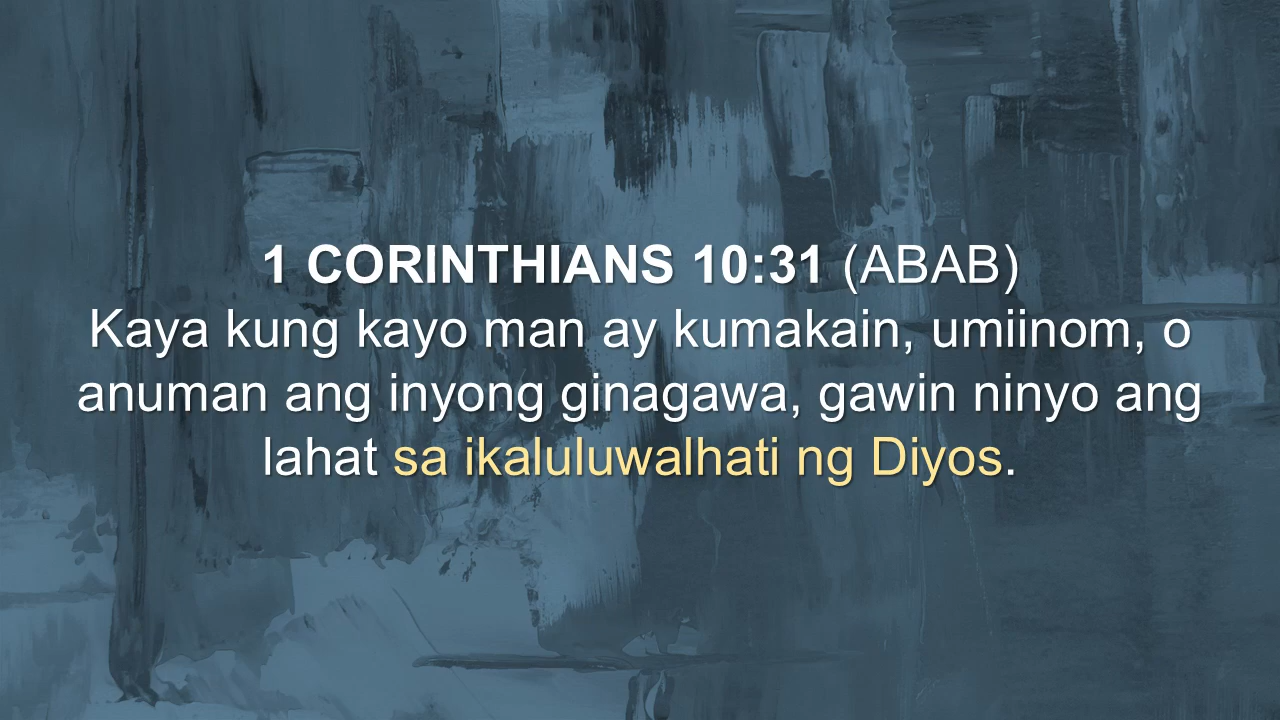 1 CORINTHIANS 10:31 (ABAB)
Kaya kung kayo man ay kumakain, umiinom, o
anuman ang inyong ginagawa, gawin ninyo ang
lahat sa ikaluluwalhati ng Diyos.